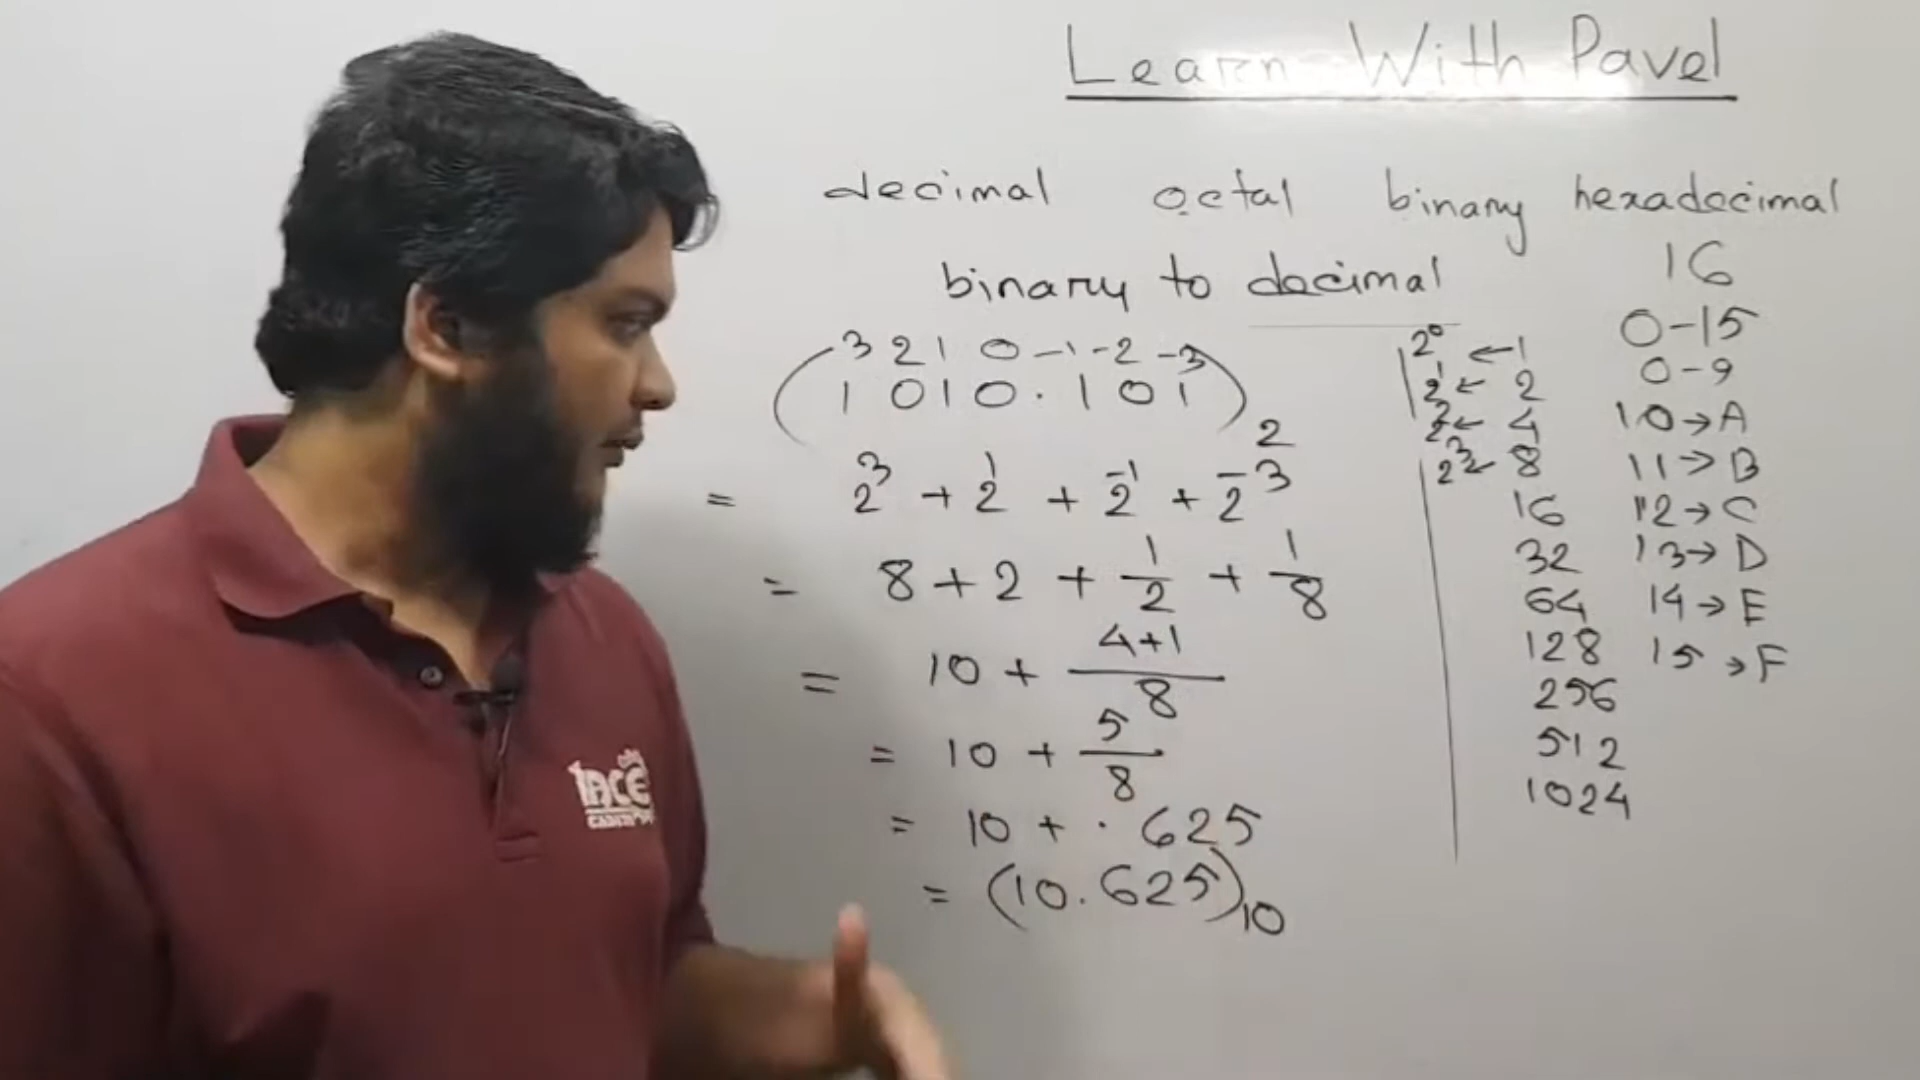 Learn With Pavel
decimal octal binary hexadecimal
binary to decimal
3 2 1 0 -1 -2 -3
(1 0 1 0 . 1 0 1)2
= 2³ + 2¹ + 2⁻¹ + 2⁻³
= 8 + 2 + 1/2 + 1/8
= 10 + 4+1/8
= 10 + 5/8
= 10 + .625
= (10.625)10
2⁰ ← 1
2¹ ← 2
2² ← 4
2³ ← 8
16
32
64
128
256
512
1024
16
0-15
0-9
10→A
11→B
12→C
13→D
14→E
15→F
ACE